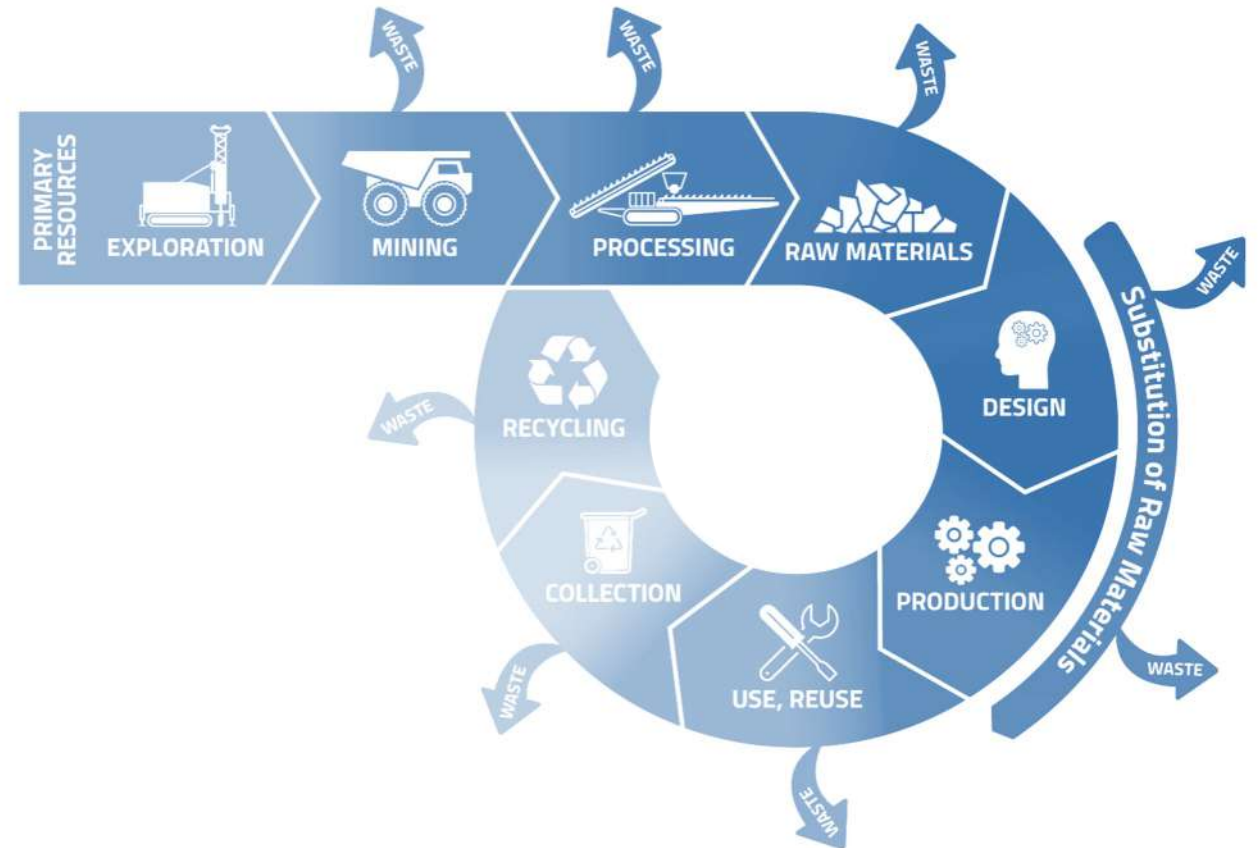 WASTE
WASTE
WASTE
PRIMARY
RESOURCES
EXPLORATION
MINING
PROCESSING
RAW MATERIALS
WASTE
Substitution of Raw Materials
DESIGN
RECYCLING
WASTE
COLLECTION
PRODUCTION
WASTE
USE, REUSE
WASTE
WASTE